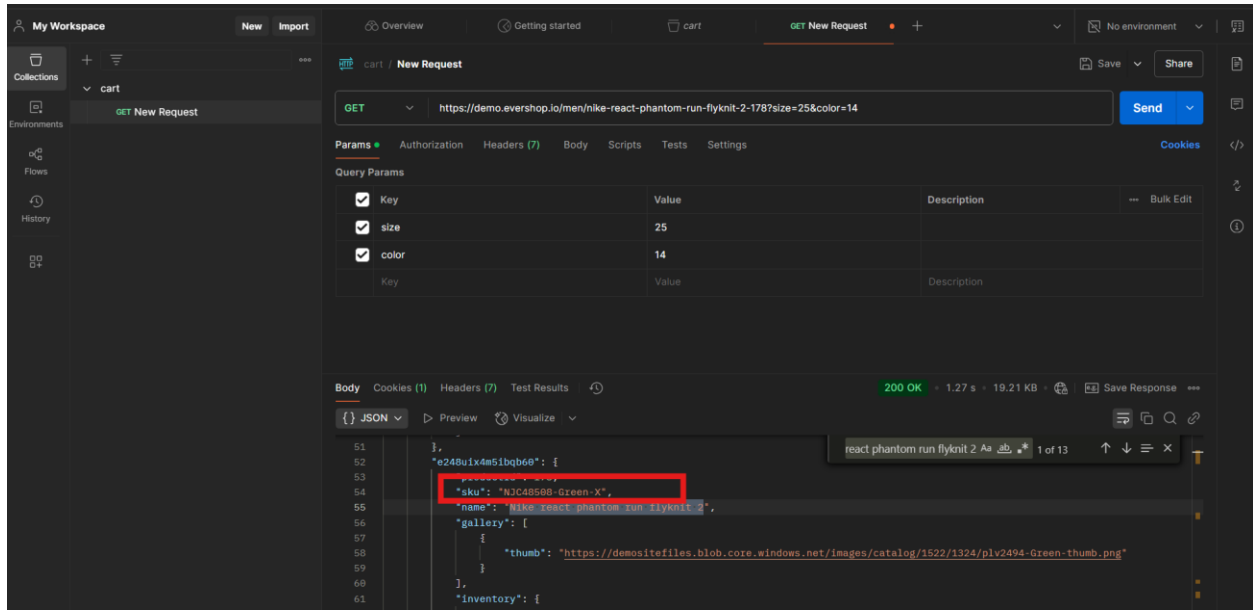 My Workspace New Import Overview Getting started cart GET New Request + No environment
Collections
Environments
Flows
History
cart
GET New Request
HTTP cart / New Request Save Share
GET https://demo.evershop.io/men/nike-react-phantom-run-flyknit-2-178?size=25&color=14 Send
Params Authorization Headers (7) Body Scripts Tests Settings Cookies
Query Params
Key Value Description Bulk Edit
size 25
color 14
Key Value Description
Body Cookies (1) Headers (7) Test Results 200 OK 1.27 s 19.21 KB Save Response
{} JSON Preview Visualize
react phantom run flyknit 2 Aa ab .* 1 of 13
51 },
52 "e248uix4m5ibqb60": {
53
54 "sku": "NJC48508-Green-X",
55 "name": "Nike react phantom run flyknit 2",
56 "gallery": [
57 {
58 "thumb": "https://demositefiles.blob.core.windows.net/images/catalog/1522/1324/plv2494-Green-thumb.png"
59 }
60 ],
61 "inventory": {